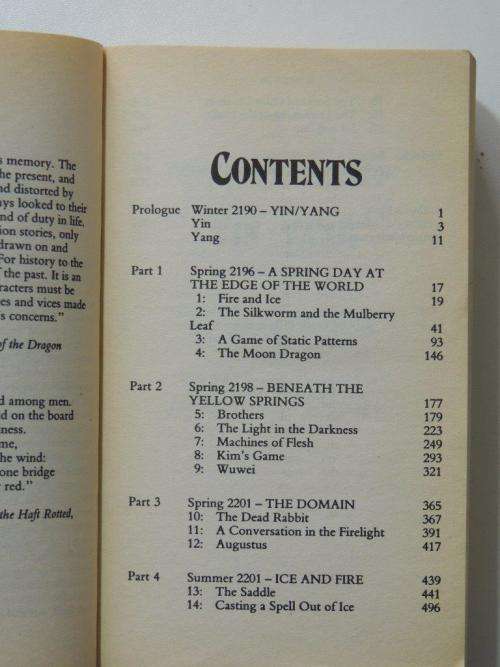 s memory. The
he present, and
nd distorted by
ays looked to their
nd of duty in life,
ion stories, only
drawn on and
For history to the
f the past. It is an
racters must be
es and vices made
s concerns."
of the Dragon
d among men.
d on the board
ness.
me,
he wind:
one bridge
red."
the Haft Rotted,
CONTENTS
Prologue Winter 2190 – YIN/YANG 1
Yin 3
Yang 11
Part 1 Spring 2196 – A SPRING DAY AT
THE EDGE OF THE WORLD 17
1: Fire and Ice 19
2: The Silkworm and the Mulberry
Leaf 41
3: A Game of Static Patterns 93
4: The Moon Dragon 146
Part 2 Spring 2198 – BENEATH THE
YELLOW SPRINGS 177
5: Brothers 179
6: The Light in the Darkness 223
7: Machines of Flesh 249
8: Kim's Game 293
9: Wuwei 321
Part 3 Spring 2201 – THE DOMAIN 365
10: The Dead Rabbit 367
11: A Conversation in the Firelight 391
12: Augustus 417
Part 4 Summer 2201 – ICE AND FIRE 439
13: The Saddle 441
14: Casting a Spell Out of Ice 496